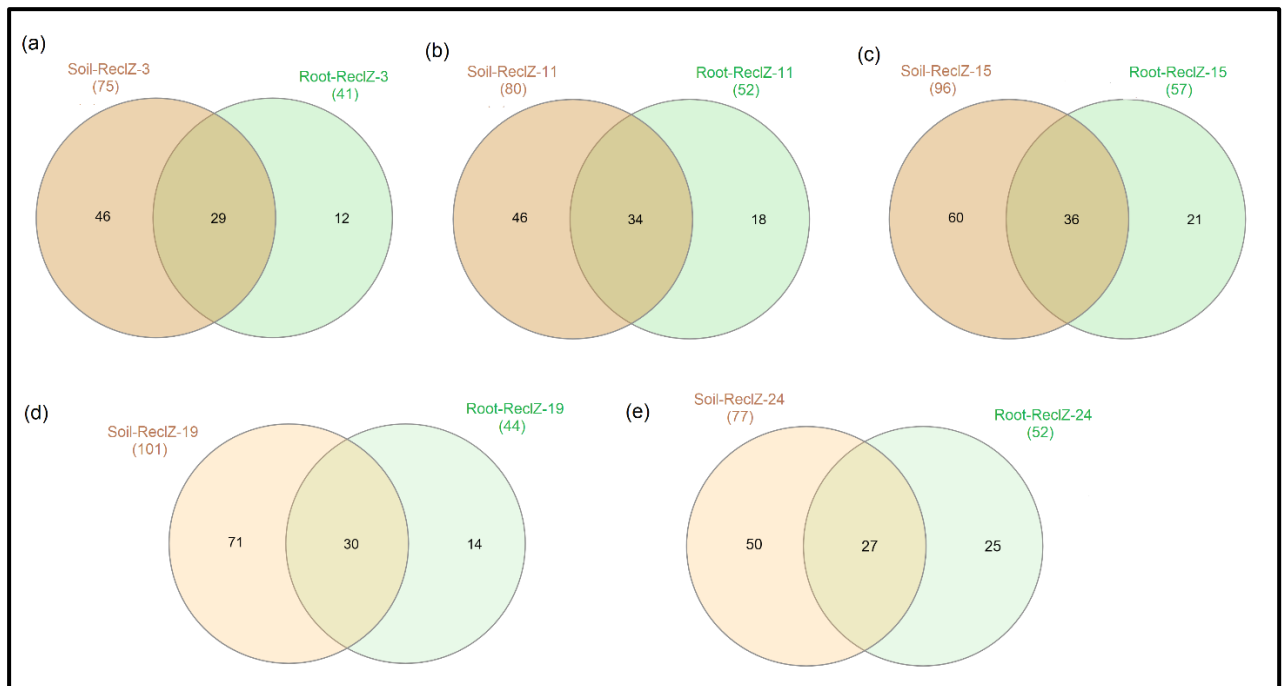 (a)
Soil-ReclZ-3
(75)
Root-ReclZ-3
(41)
46
29
12
(b)
Soil-ReclZ-11
(80)
Root-ReclZ-11
(52)
46
34
18
(c)
Soil-ReclZ-15
(96)
Root-ReclZ-15
(57)
60
36
21
(d)
Soil-ReclZ-19
(101)
Root-ReclZ-19
(44)
71
30
14
(e)
Soil-ReclZ-24
(77)
Root-ReclZ-24
(52)
50
27
25